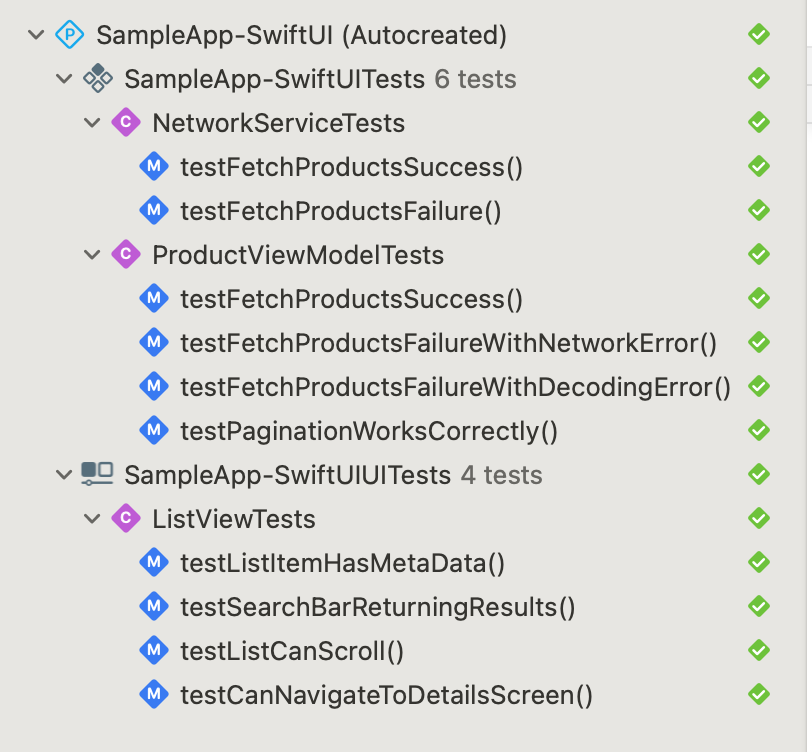 P SampleApp-SwiftUI (Autocreated)
SampleApp-SwiftUITests 6 tests
C NetworkServiceTests
M testFetchProductsSuccess()
M testFetchProductsFailure()
C ProductViewModelTests
M testFetchProductsSuccess()
M testFetchProductsFailureWithNetworkError()
M testFetchProductsFailureWithDecodingError()
M testPaginationWorksCorrectly()
SampleApp-SwiftUIUITests 4 tests
C ListViewTests
M testListItemHasMetaData()
M testSearchBarReturningResults()
M testListCanScroll()
M testCanNavigateToDetailsScreen()